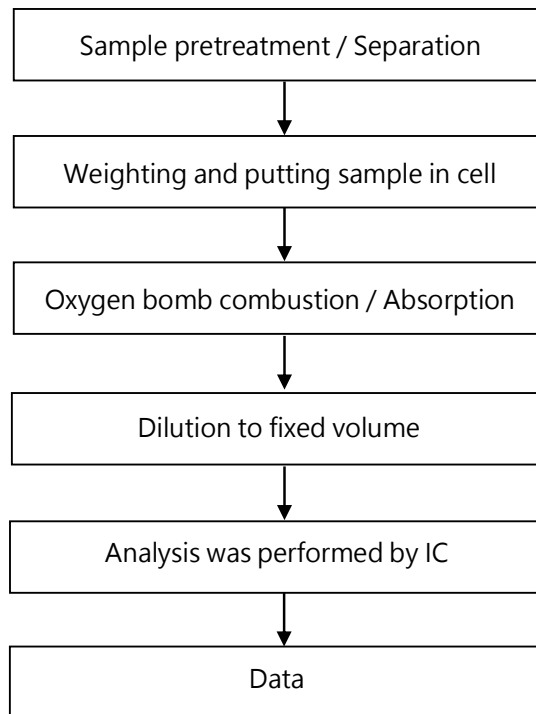 Sample pretreatment / Separation
Weighting and putting sample in cell
Oxygen bomb combustion / Absorption
Dilution to fixed volume
Analysis was performed by IC
Data